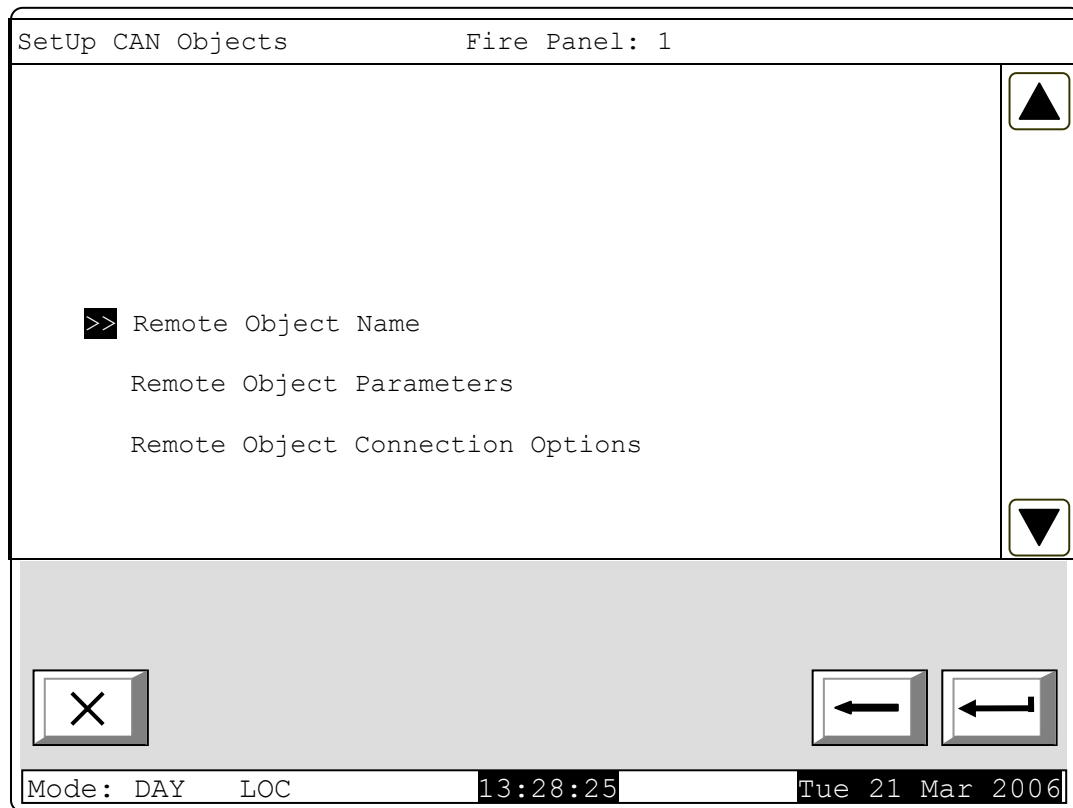 SetUp CAN Objects Fire Panel: 1
>> Remote Object Name
Remote Object Parameters
Remote Object Connection Options
Mode: DAY LOC 13:28:25 Tue 21 Mar 2006